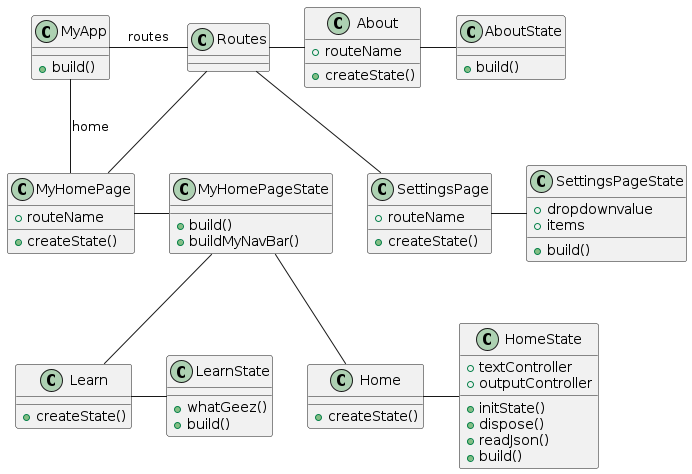 C MyApp
build()
routes
C Routes
C About
routeName
createState()
C AboutState
build()
home
C MyHomePage
routeName
createState()
C MyHomePageState
build()
buildMyNavBar()
C SettingsPage
routeName
createState()
C SettingsPageState
dropdownvalue
items
build()
C Learn
createState()
C LearnState
whatGeez()
build()
C Home
createState()
C HomeState
textController
outputController
initState()
dispose()
readJson()
build()